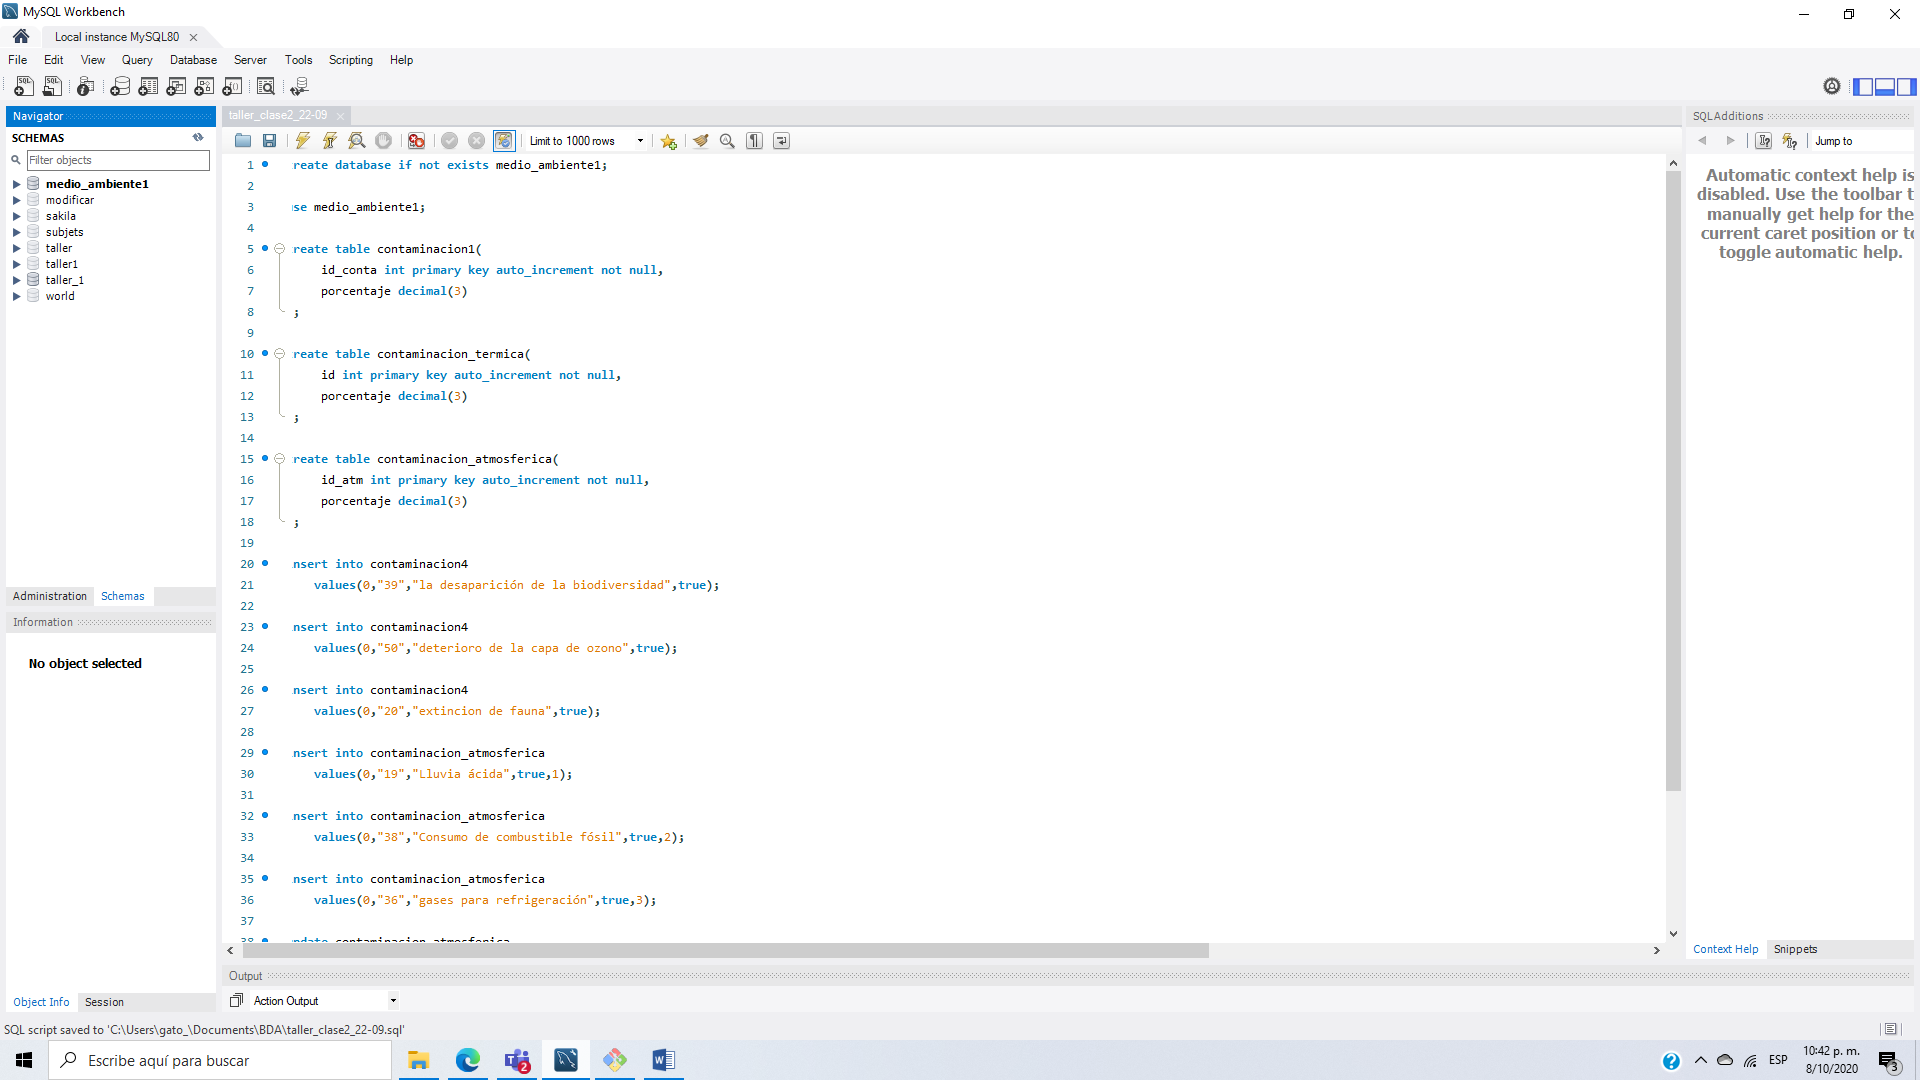 MySQL Workbench
Local instance MySQL80
File Edit View Query Database Server Tools Scripting Help
Navigator
SCHEMAS
Filter objects
medio_ambiente1
modificar
sakila
subjets
taller
taller1
taller_1
world
Administration Schemas
Information
No object selected
Object Info Session
taller_clase2_22-09
Limit to 1000 rows
1 reate database if not exists medio_ambiente1;
2
3 se medio_ambiente1;
4
5 reate table contaminacion1(
6 id_conta int primary key auto_increment not null,
7 porcentaje decimal(3)
8 ;
9
10 reate table contaminacion_termica(
11 id int primary key auto_increment not null,
12 porcentaje decimal(3)
13 ;
14
15 reate table contaminacion_atmosferica(
16 id_atm int primary key auto_increment not null,
17 porcentaje decimal(3)
18 ;
19
20 nsert into contaminacion4
21 values(0,"39","la desaparición de la biodiversidad",true);
22
23 nsert into contaminacion4
24 values(0,"50","deterioro de la capa de ozono",true);
25
26 nsert into contaminacion4
27 values(0,"20","extincion de fauna",true);
28
29 nsert into contaminacion_atmosferica
30 values(0,"19","Lluvia ácida",true,1);
31
32 nsert into contaminacion_atmosferica
33 values(0,"38","Consumo de combustible fósil",true,2);
34
35 nsert into contaminacion_atmosferica
36 values(0,"36","gases para refrigeración",true,3);
37
38 pdate contaminacion_atmosferica
Output
Action Output
SQLAdditions
Jump to
Automatic context help is
disabled. Use the toolbar t
manually get help for the
current caret position or to
toggle automatic help.
Context Help Snippets
SQL script saved to 'C:\Users\gato_\Documents\BDA\taller_clase2_22-09.sql'
Escribe aquí para buscar
2
ESP
10:42 p. m.
8/10/2020
3